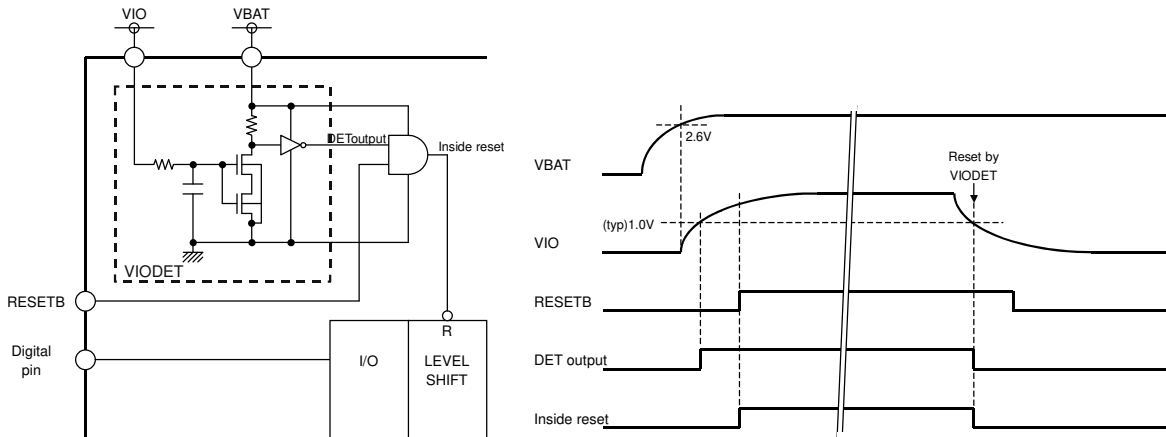 VIO
VBAT
DEToutput
Inside reset
VIODET
RESETB
Digital
pin
I/O
R
LEVEL
SHIFT
VBAT
2.6V
Reset by
VIODET
(typ)1.0V
VIO
RESETB
DET output
Inside reset